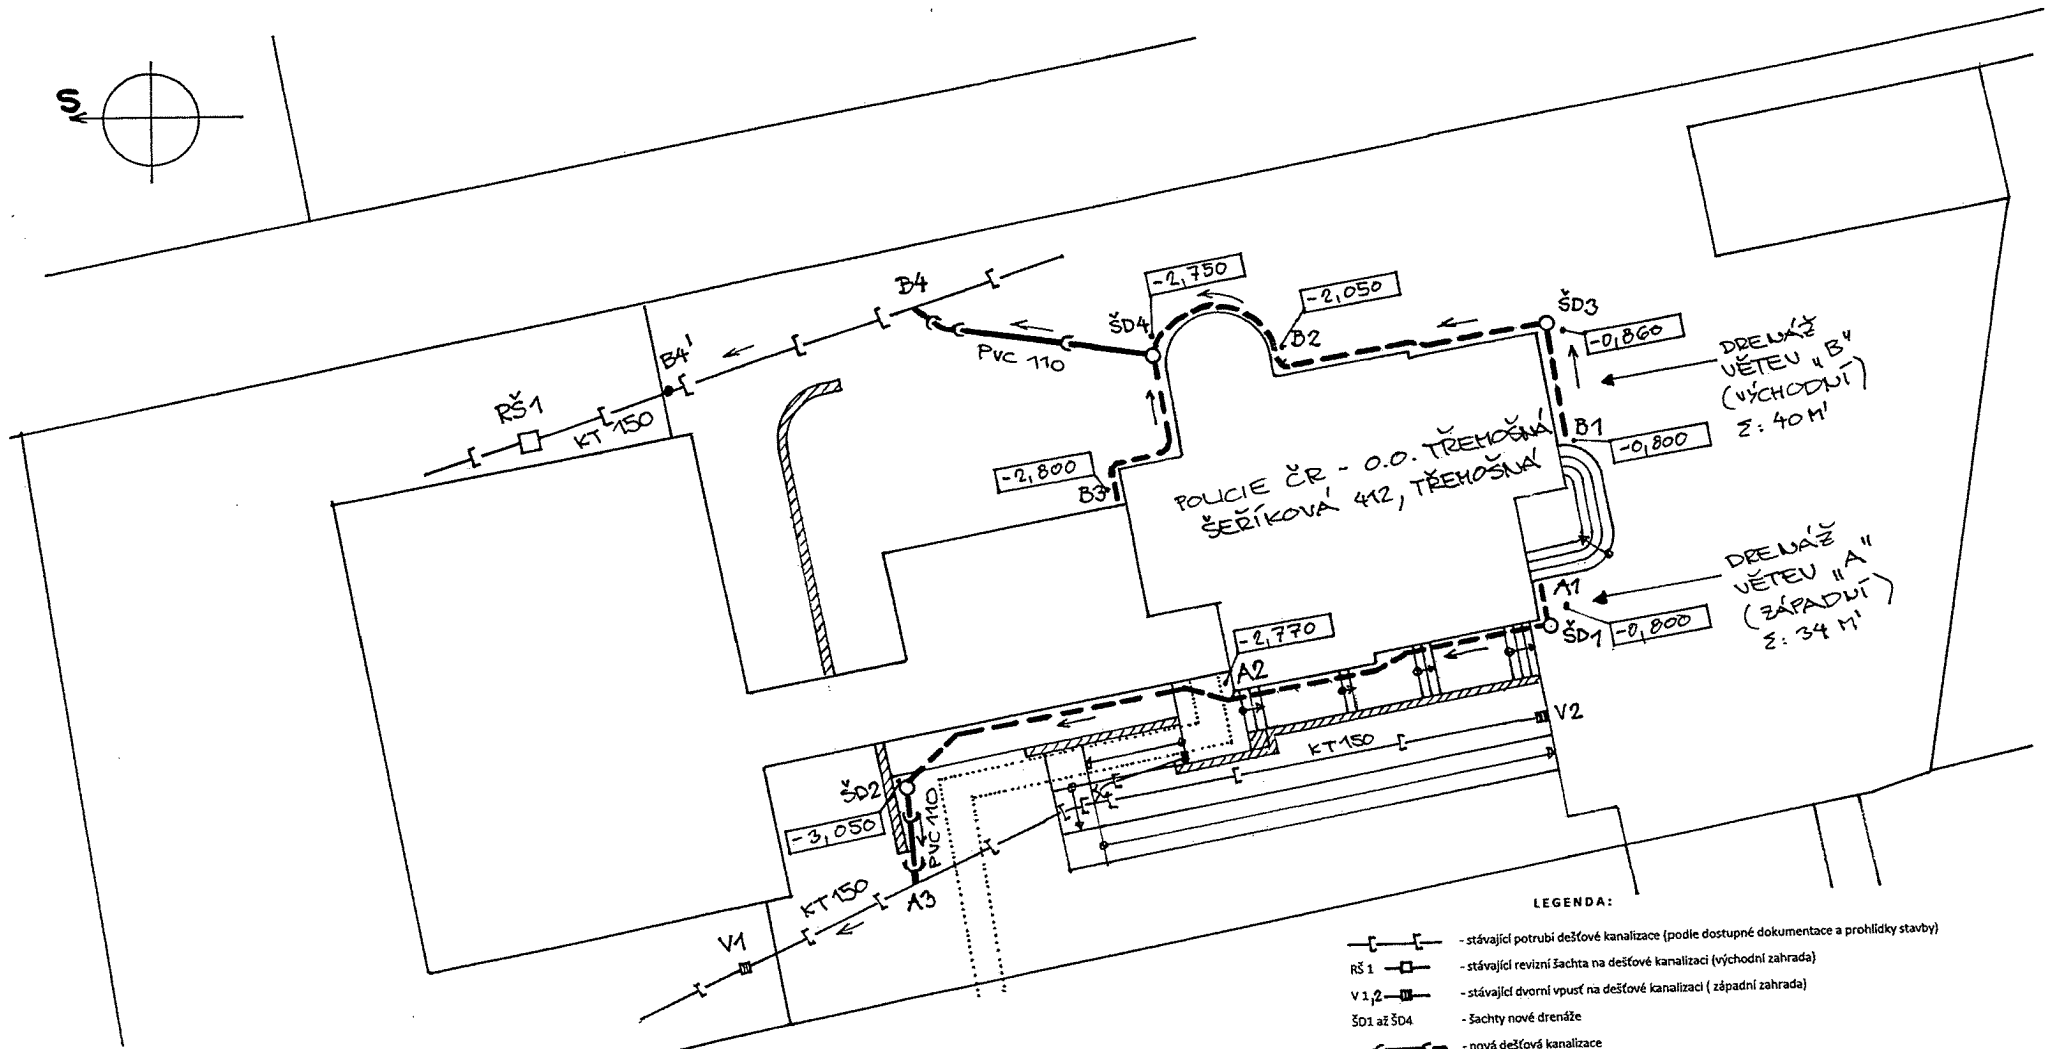 S
B4
-2,750
-2,050
ŠD4
B2
ŠD3
-0,860
PVC 110
B4'
RŠ1
KT 150
DRENÁŽ
VĚTEV "B"
(VÝCHODNÍ)
Σ: 40 M'
B1
-0,800
-2,800
B3
POLICIE ČR - O.O. TŘEMOŠNÁ
ŠEŘÍKOVÁ 412, TŘEMOŠNÁ
DRENÁŽ
VĚTEV "A"
(ZÁPADNÍ)
Σ: 34 M'
A1
ŠD1
-0,800
-2,770
A2
V2
KT 150
ŠD2
-3,050
PVC 110
KT 150
A3
V1
LEGENDA:
- stávající potrubí dešťové kanalizace (podle dostupné dokumentace a prohlídky stavby)
RŠ 1 - stávající revizní šachta na dešťové kanalizaci (východní zahrada)
V 1,2 - stávající dvorní vpusť na dešťové kanalizaci ( západní zahrada)
ŠD1 až ŠD4 - šachty nové drenáže
- nová dešťová kanalizace